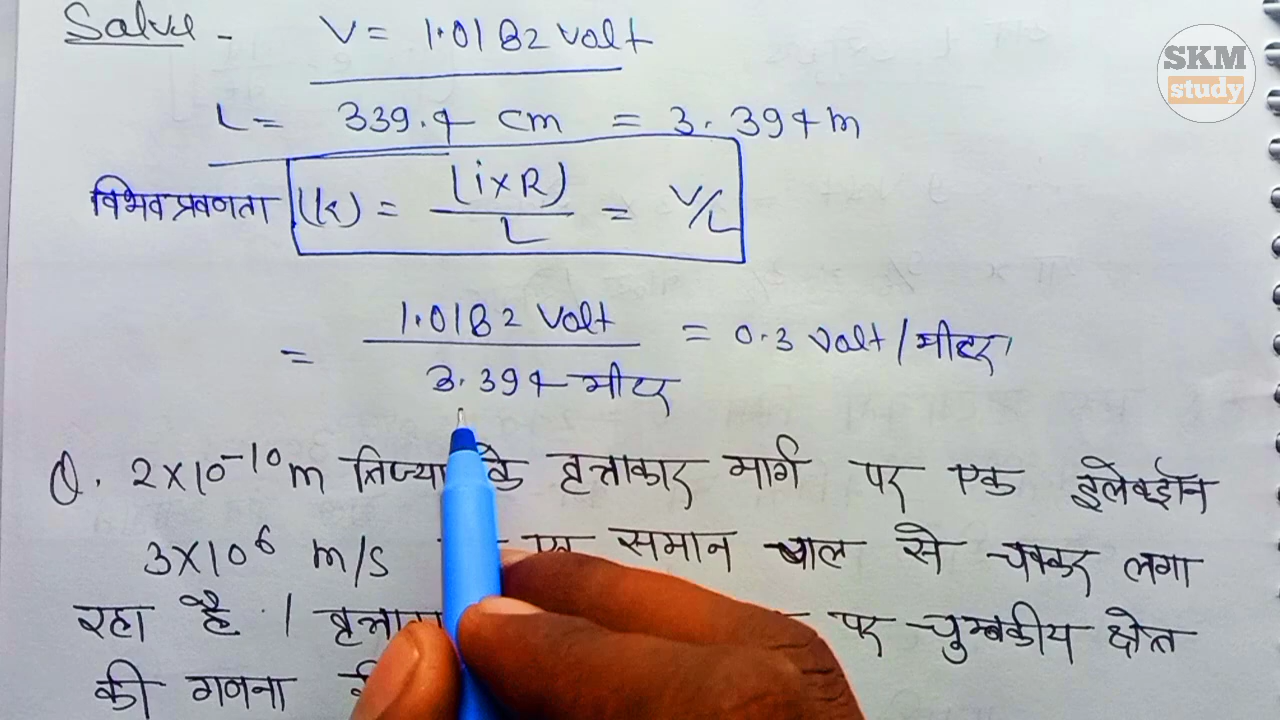 Solve - V = 1.0182 volt
SKM
study
L = 339.4 cm = 3.394 m
विभव प्रवणता (k) = (i×R)/L = V/L
= 1.0182 Volt / 3.394 मीटर = 0.3 volt/मीटर
Q. 2×10⁻¹⁰ m त्रिज्या के वृत्ताकार मार्ग पर एक इलेक्ट्रॉन
3×10⁶ m/s समान चाल से चक्कर लगा
रहा है । पर चुम्बकीय क्षेत्र
की गणना